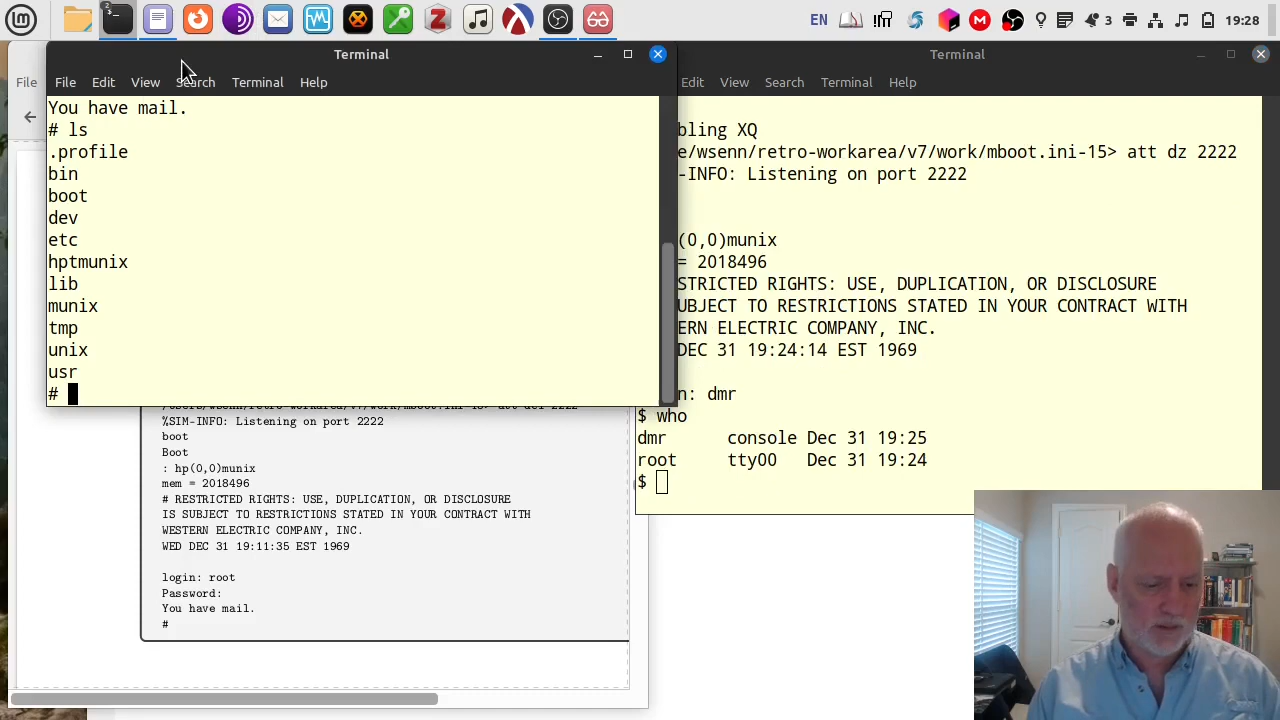 EN
3
19:28
Terminal
File Edit View Search Terminal Help
You have mail.
# ls
.profile
bin
boot
dev
etc
hptmunix
lib
munix
tmp
unix
usr
#
Terminal
Edit View Search Terminal Help
bling XQ
e/wsenn/retro-workarea/v7/work/mboot.ini-15> att dz 2222
-INFO: Listening on port 2222
(0,0)munix
= 2018496
STRICTED RIGHTS: USE, DUPLICATION, OR DISCLOSURE
UBJECT TO RESTRICTIONS STATED IN YOUR CONTRACT WITH
ERN ELECTRIC COMPANY, INC.
DEC 31 19:24:14 EST 1969
n: dmr
$ who
dmr console Dec 31 19:25
root tty00 Dec 31 19:24
$
File
%SIM-INFO: Listening on port 2222
boot
Boot
: hp(0,0)munix
mem = 2018496
# RESTRICTED RIGHTS: USE, DUPLICATION, OR DISCLOSURE
IS SUBJECT TO RESTRICTIONS STATED IN YOUR CONTRACT WITH
WESTERN ELECTRIC COMPANY, INC.
WED DEC 31 19:11:35 EST 1969
login: root
Password:
You have mail.
#